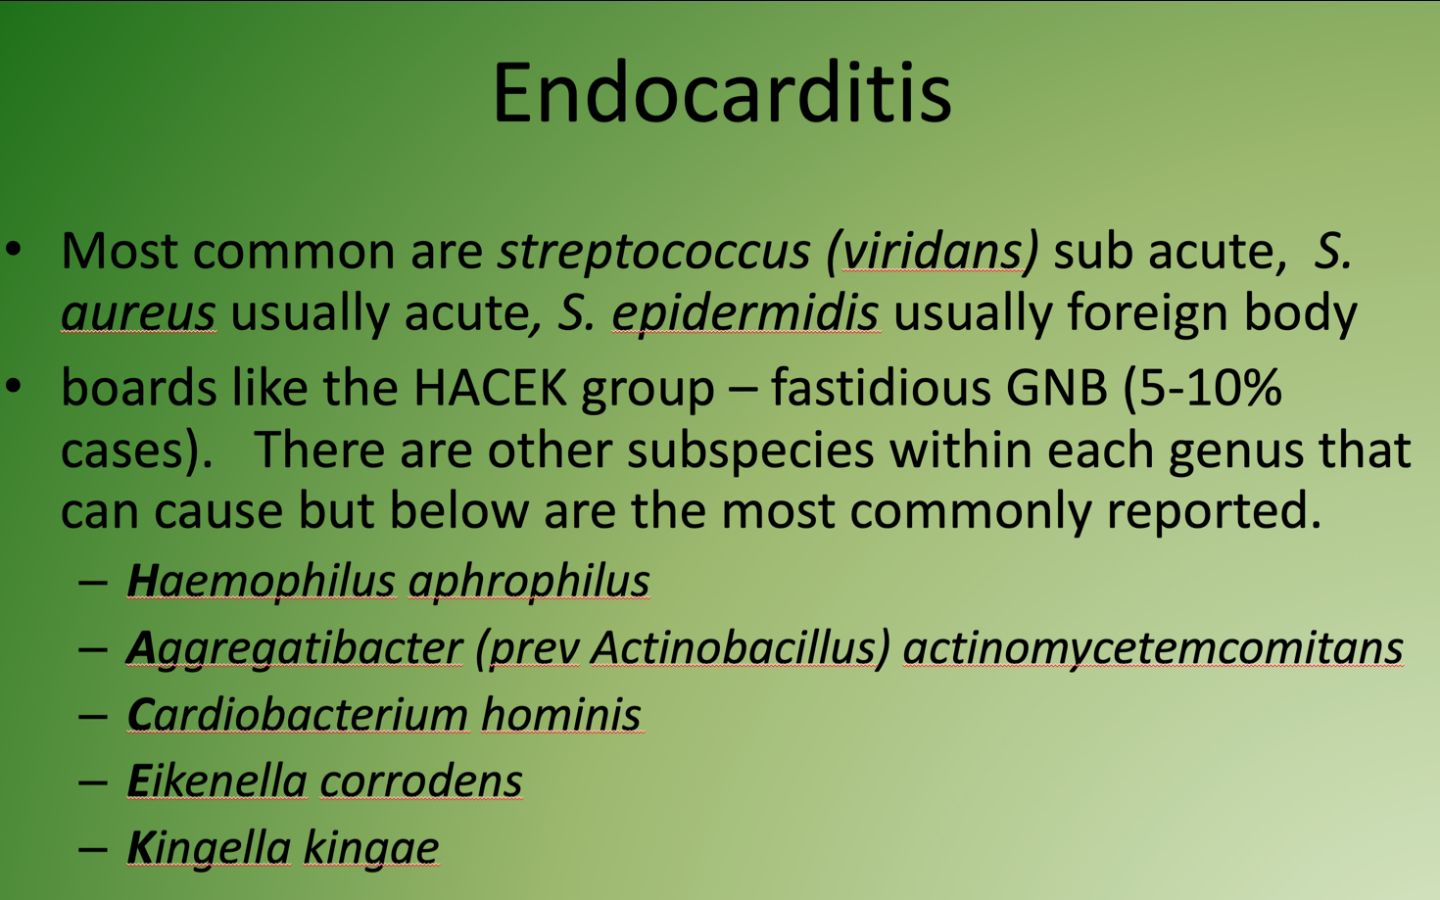 Endocarditis
• Most common are streptococcus (viridans) sub acute,  S.
aureus usually acute, S. epidermidis usually foreign body
• boards like the HACEK group – fastidious GNB (5-10%
cases).   There are other subspecies within each genus that
can cause but below are the most commonly reported.
– Haemophilus aphrophilus
– Aggregatibacter (prev Actinobacillus) actinomycetemcomitans
– Cardiobacterium hominis
– Eikenella corrodens
– Kingella kingae